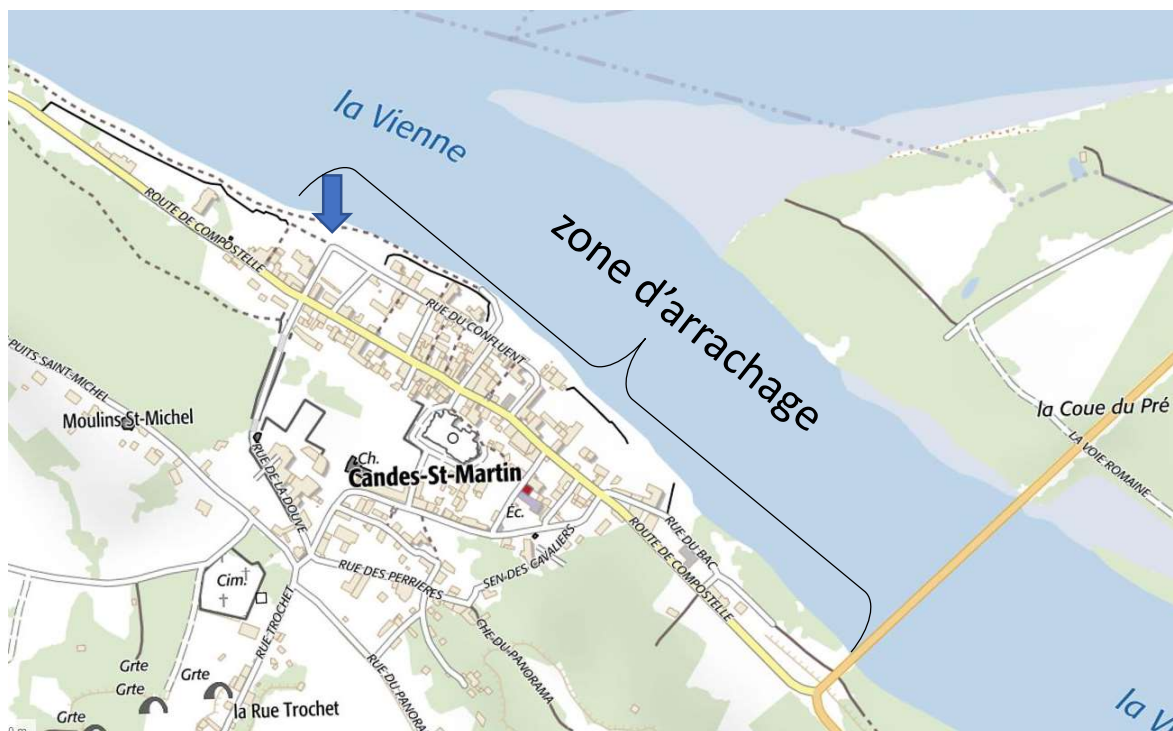 la Vienne
zone d'arrachage
ROUTE DE COMPOSTELLE
RUE DU CONFLUENT
PUITS-SAINT-MICHEL
Moulins-St-Michel
la Coue du Pré
LA VOIE ROMAINE
RUE DE LA DOUVE
Ch.
Candes-St-Martin
Éc.
RUE DU BAC
SEN-DES CAVALIERS
ROUTE DE COMPOSTELLE
Cim.
RUE DES PERRIÈRES
RUE TROCHET
CHE-DU-PANORAMA
RUE DU PANORA
Grte
Grte
Grte
la Rue Trochet
la V